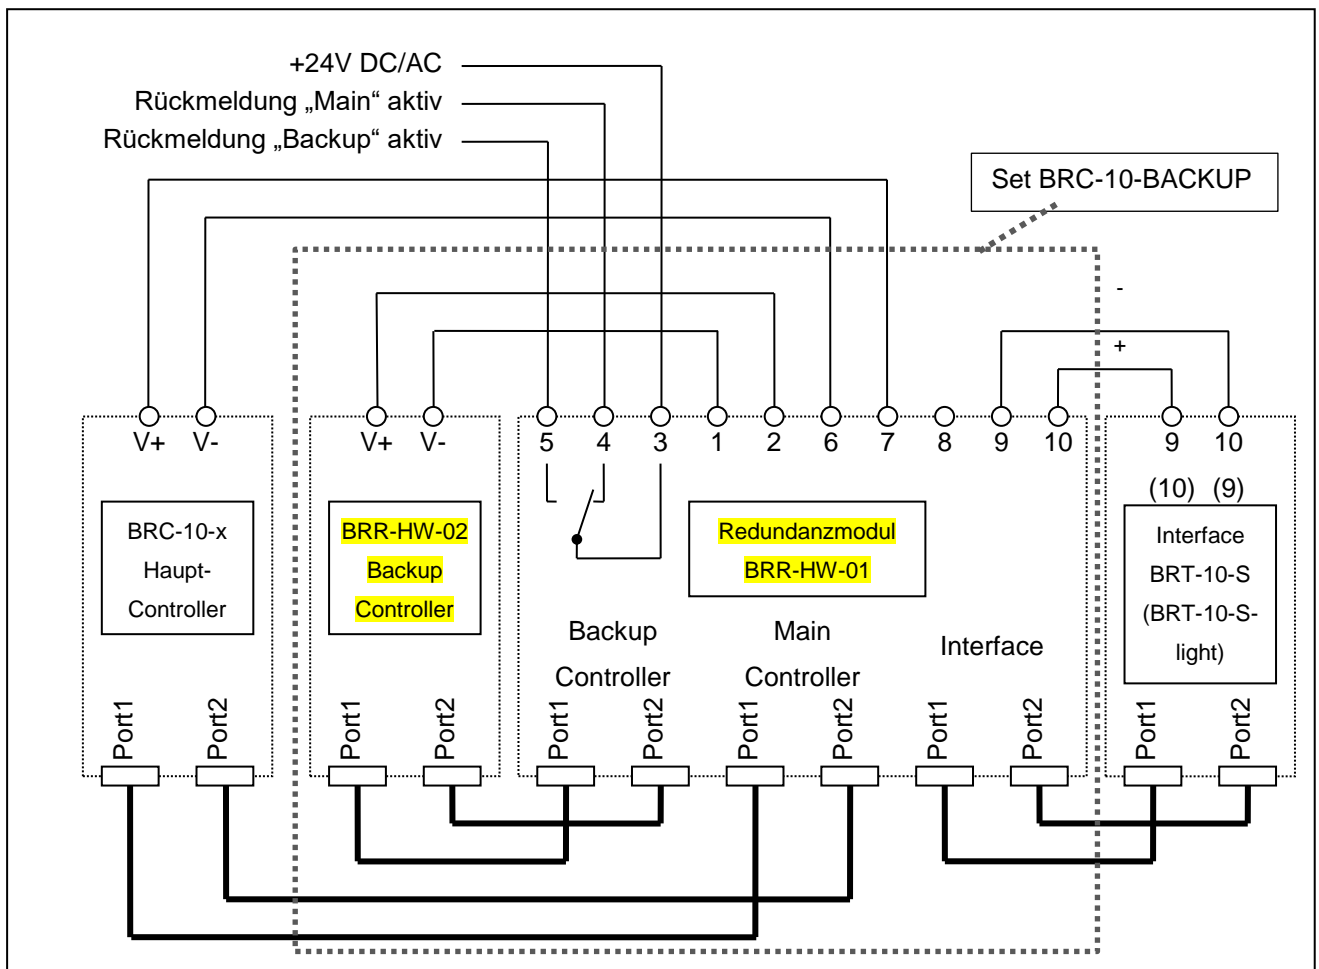 +24V DC/AC
Rückmeldung „Main“ aktiv
Rückmeldung „Backup“ aktiv
Set BRC-10-BACKUP
-
+
V+ V- V+ V- 5 4 3 1 2 6 7 8 9 10 9 10
(10) (9)
BRC-10-x
Haupt-
Controller
BRR-HW-02
Backup
Controller
Redundanzmodul
BRR-HW-01
Interface
BRT-10-S
(BRT-10-S-
light)
Backup
Controller
Main
Controller
Interface
Port1 Port2 Port1 Port2 Port1 Port2 Port1 Port2 Port1 Port2 Port1 Port2